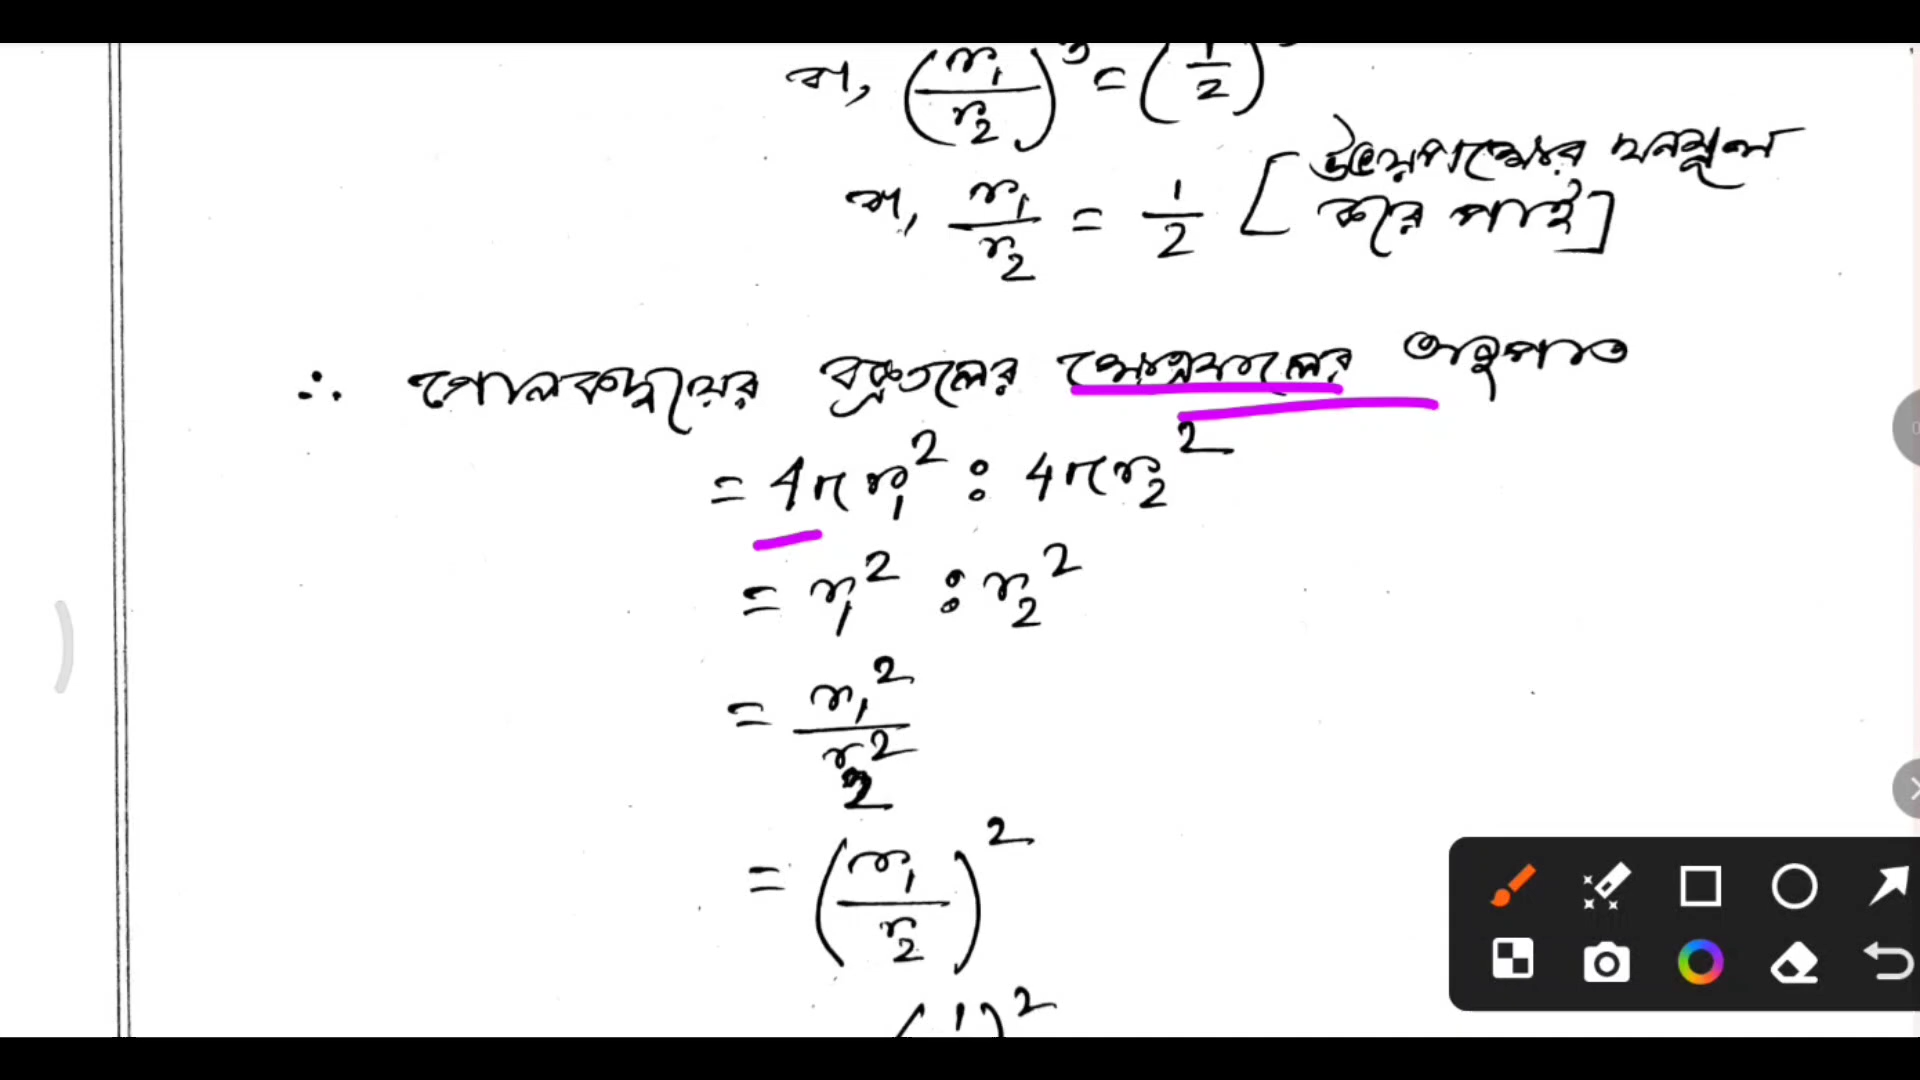 বা, (r₁/r₂)³ = (1/2)³
বা, r₁/r₂ = 1/2 [উভয়পক্ষের ঘনমূল
করে পাই]
∴ গোলকদ্বয়ের বক্রতলের ক্ষেত্রফলের অনুপাত
= 4πr₁² : 4πr₂²
= r₁² : r₂²
= r₁²/r₂²
= (r₁/r₂)²